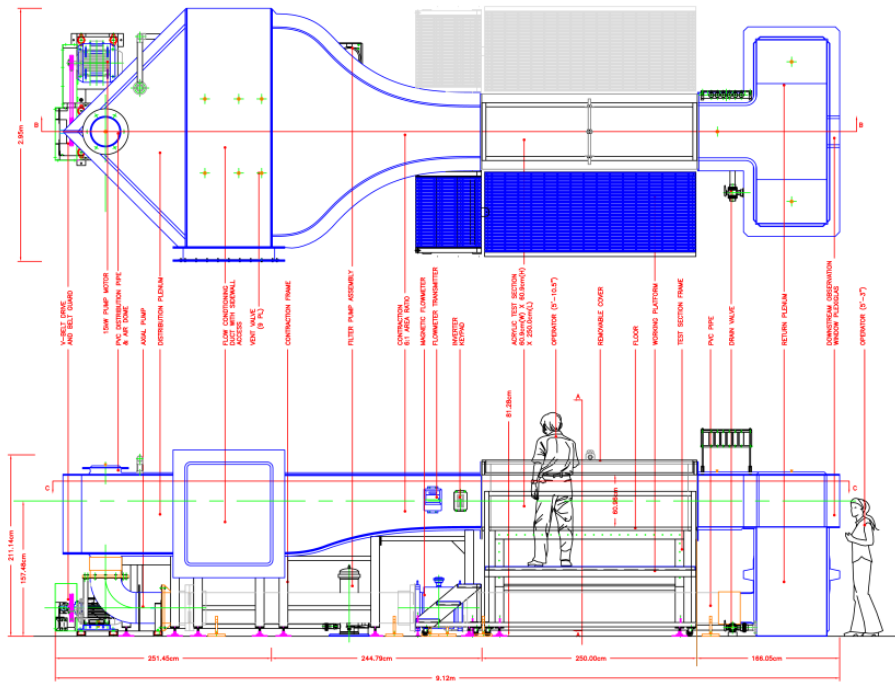 B
B
2.95m
V-BELT DRIVE
AND BELT GUARD
15kW PUMP MOTOR
PVC DISTRIBUTION PIPE
& AIR DOME
AXIAL PUMP
DISTRIBUTION PLENUM
FLOW CONDITIONING
DUCT WITH SIDEWALL
ACCESS
VENT VALVE
(9 PL)
CONTRACTION FRAME
FILTER PUMP ASSEMBLY
CONTRACTION
6:1 AREA RATIO
MAGNETIC FLOWMETER
FLOWMETER TRANSMITTER
INVERTER
KEYPAD
ACRYLIC TEST SECTION
60.9cm(W) X 60.9cm(H)
X 250.0cm(L)
OPERATOR (5'-10.5")
REMOVABLE COVER
FLOOR
WORKING PLATFORM
TEST SECTION FRAME
PVC PIPE
DRAIN VALVE
RETURN PLENUM
DOWNSTREAM OBSERVATION
WINDOW PLEXIGLAS
OPERATOR (5'-3")
81.28cm
A
C
C
60.96cm
211.14cm
157.48cm
251.45cm
244.79cm
250.00cm
166.05cm
9.12m